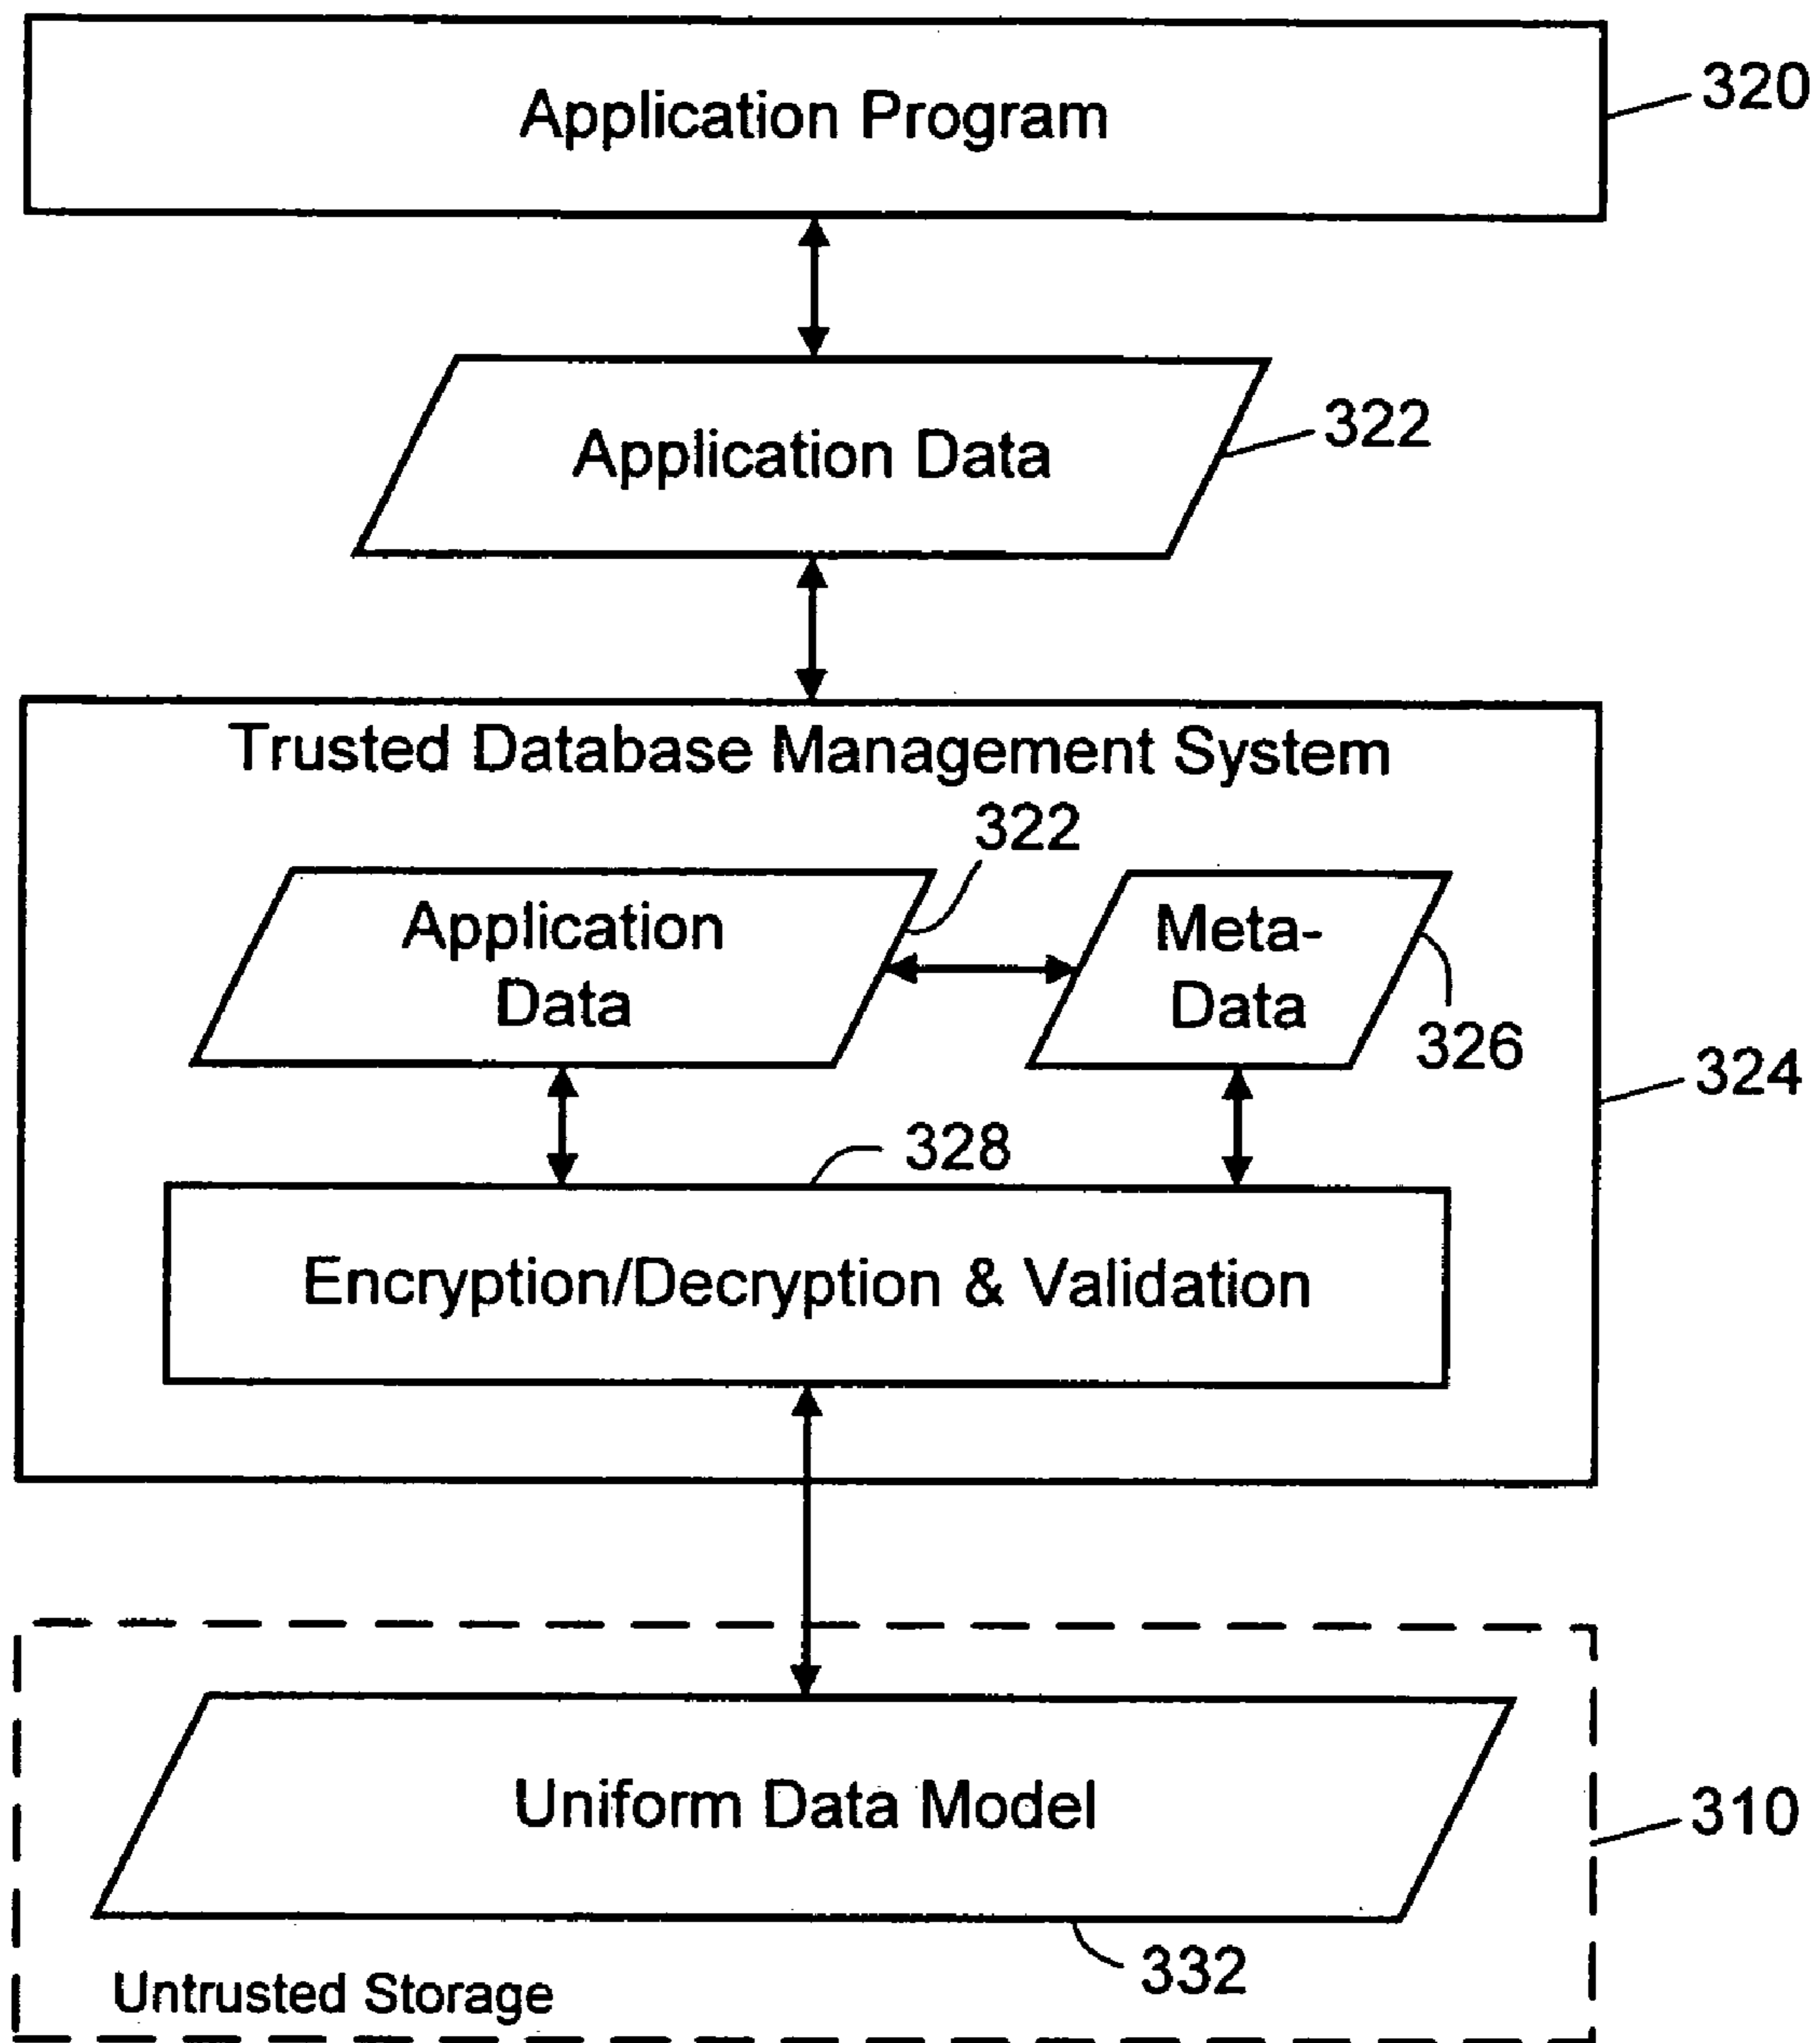 Application Program
320
Application Data
322
Trusted Database Management System
322
Application
Data
Meta-
Data
326
324
328
Encryption/Decryption & Validation
Uniform Data Model
310
332
Untrusted Storage